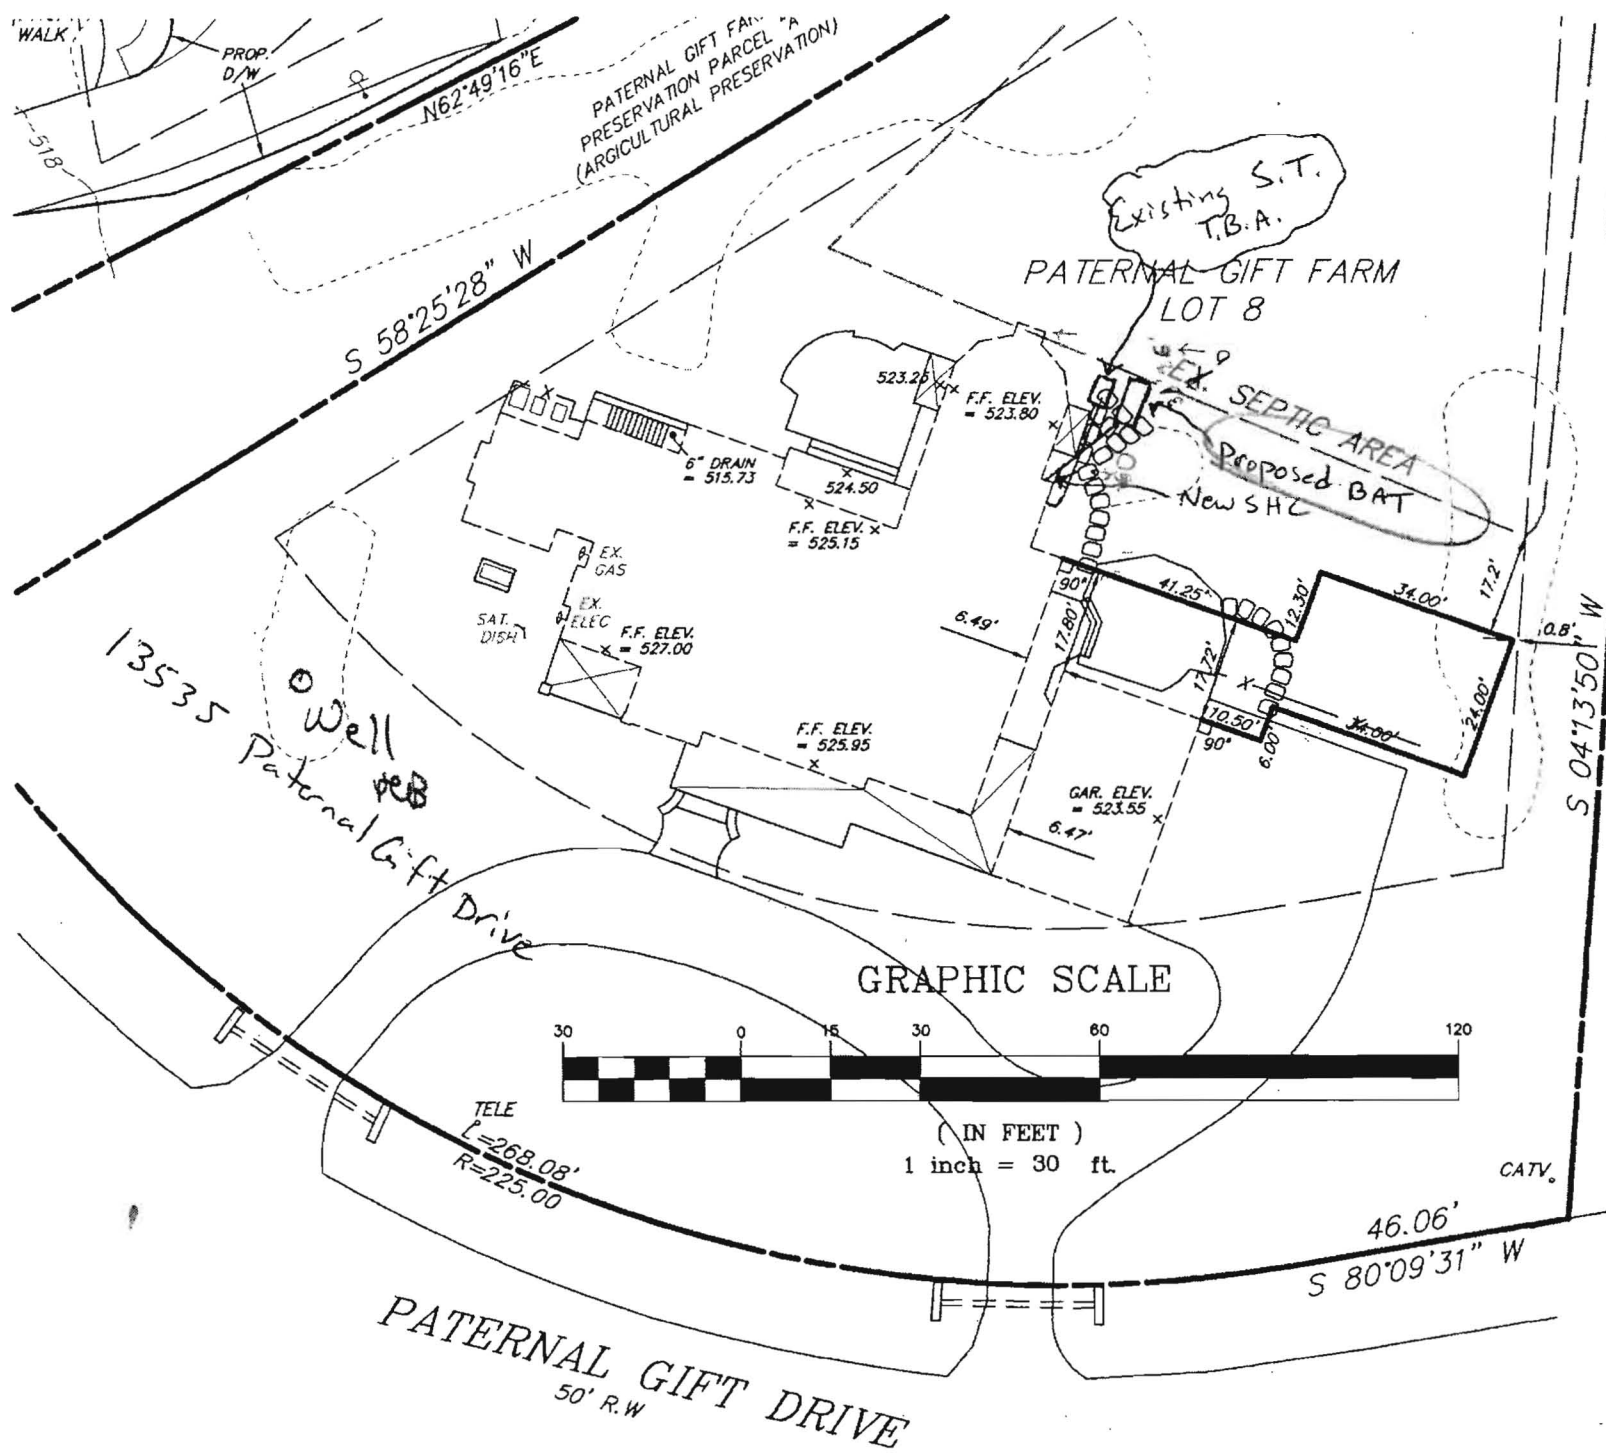 WALK
PROP.
D/W
518
N62°49'16"E
PATERNAL GIFT FARM
PRESERVATION PARCEL "A
(ARGICULTURAL PRESERVATION)
S 58°25'28" W
Existing S.T.
T.B.A.
PATERNAL GIFT FARM
LOT 8
EX. SEPTIC AREA
Proposed BAT
New SHC
523.25
F.F. ELEV.
= 523.80
6" DRAIN
= 515.73
524.50
F.F. ELEV.
= 525.15
EX.
GAS
EX.
ELEC
SAT.
DISH
F.F. ELEV.
= 527.00
6.49'
90°
41.25'
12.30'
34.00'
17.2'
0.8'
17.80'
17.72'
10.50'
90°
6.00'
34.00'
24.00'
S 04°13'50" W
Well
13535 Paternal Gift Drive
F.F. ELEV.
= 525.95
GAR. ELEV.
= 523.55
6.47'
GRAPHIC SCALE
30 0 15 30 60 120
( IN FEET )
1 inch = 30 ft.
TELE
L=268.08'
R=225.00
CATV
46.06'
S 80°09'31" W
PATERNAL GIFT DRIVE
50' R.W